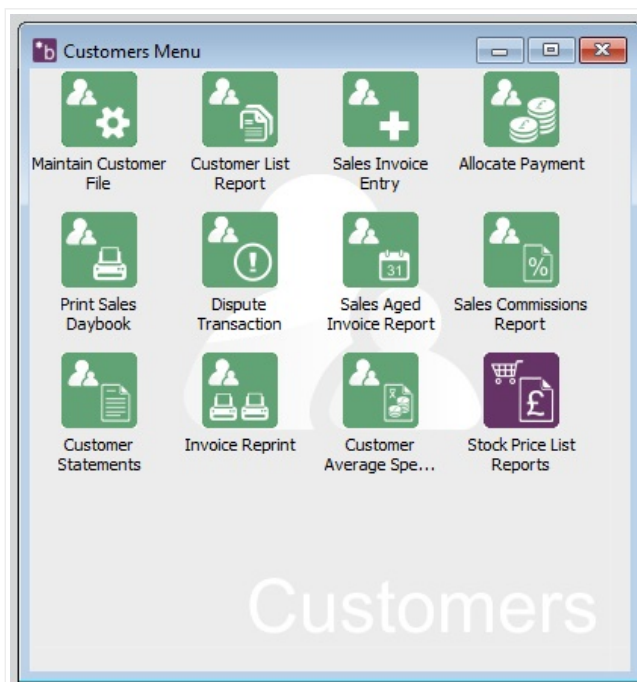 *b Customers Menu
Maintain Customer
File
Customer List
Report
Sales Invoice
Entry
Allocate Payment
Print Sales
Daybook
Dispute
Transaction
Sales Aged
Invoice Report
31
Sales Commissions
Report
%
Customer
Statements
Invoice Reprint
Customer
Average Spe...
Stock Price List
Reports
£
Customers